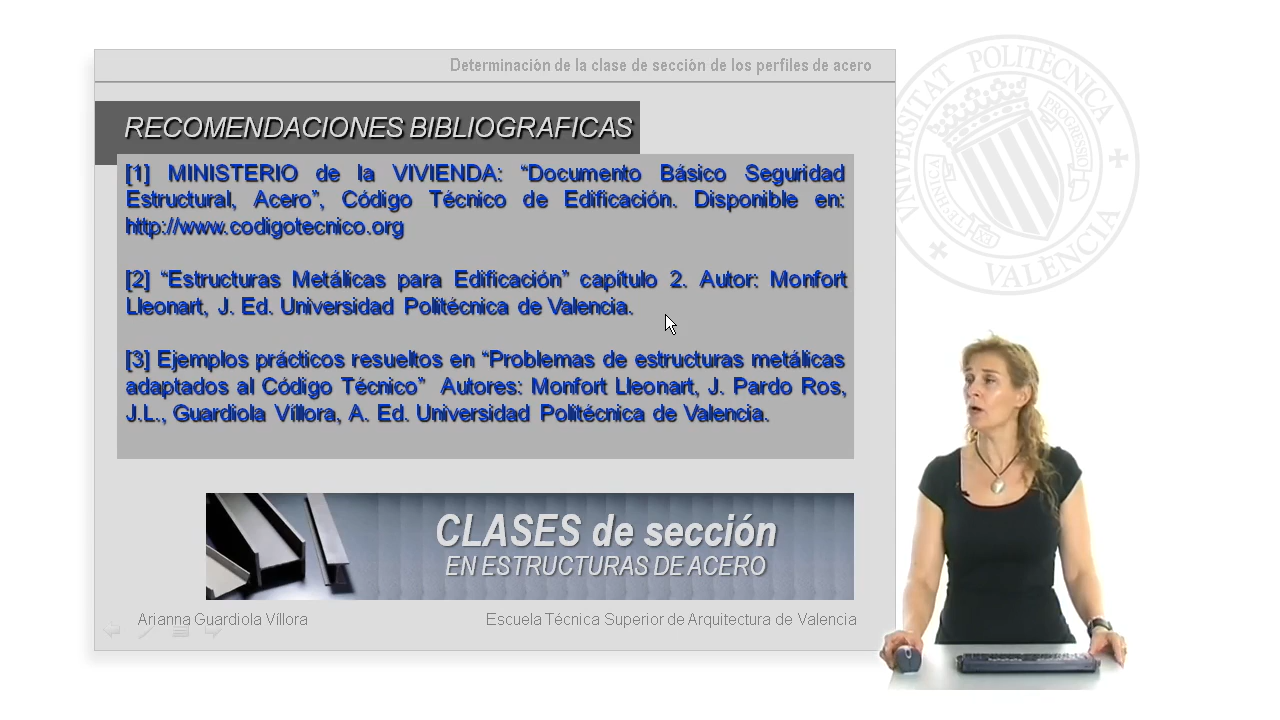 Determinación de la clase de sección de los perfiles de acero
RECOMENDACIONES BIBLIOGRAFICAS
[1] MINISTERIO de la VIVIENDA: “Documento Básico Seguridad
Estructural, Acero”, Código Técnico de Edificación. Disponible en:
http://www.codigotecnico.org
[2] “Estructuras Metálicas para Edificación” capítulo 2. Autor: Monfort
Lleonart, J. Ed. Universidad Politécnica de Valencia.
[3] Ejemplos prácticos resueltos en “Problemas de estructuras metálicas
adaptados al Código Técnico” Autores: Monfort Lleonart, J. Pardo Ros,
J.L., Guardiola Víllora, A. Ed. Universidad Politécnica de Valencia.
CLASES de sección
EN ESTRUCTURAS DE ACERO
Arianna Guardiola Víllora
Escuela Técnica Superior de Arquitectura de Valencia
UNIVERSITAT POLITÈCNICA
VALÈNCIA